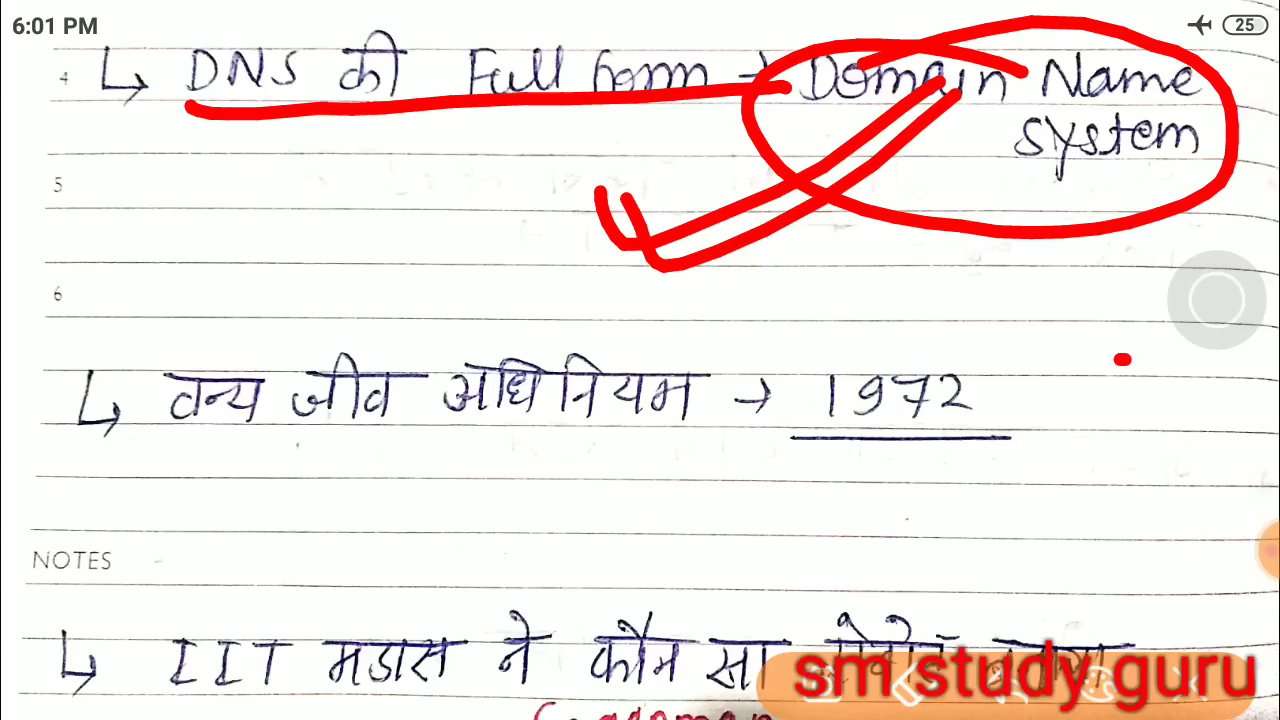 6:01 PM
25
4
↳ DNS की Full form → Domain Name
system
5
6
↳ वन्य जीव अधिनियम → 1972
NOTES
↳ IIT मडास ने कौन सा
sm study guru